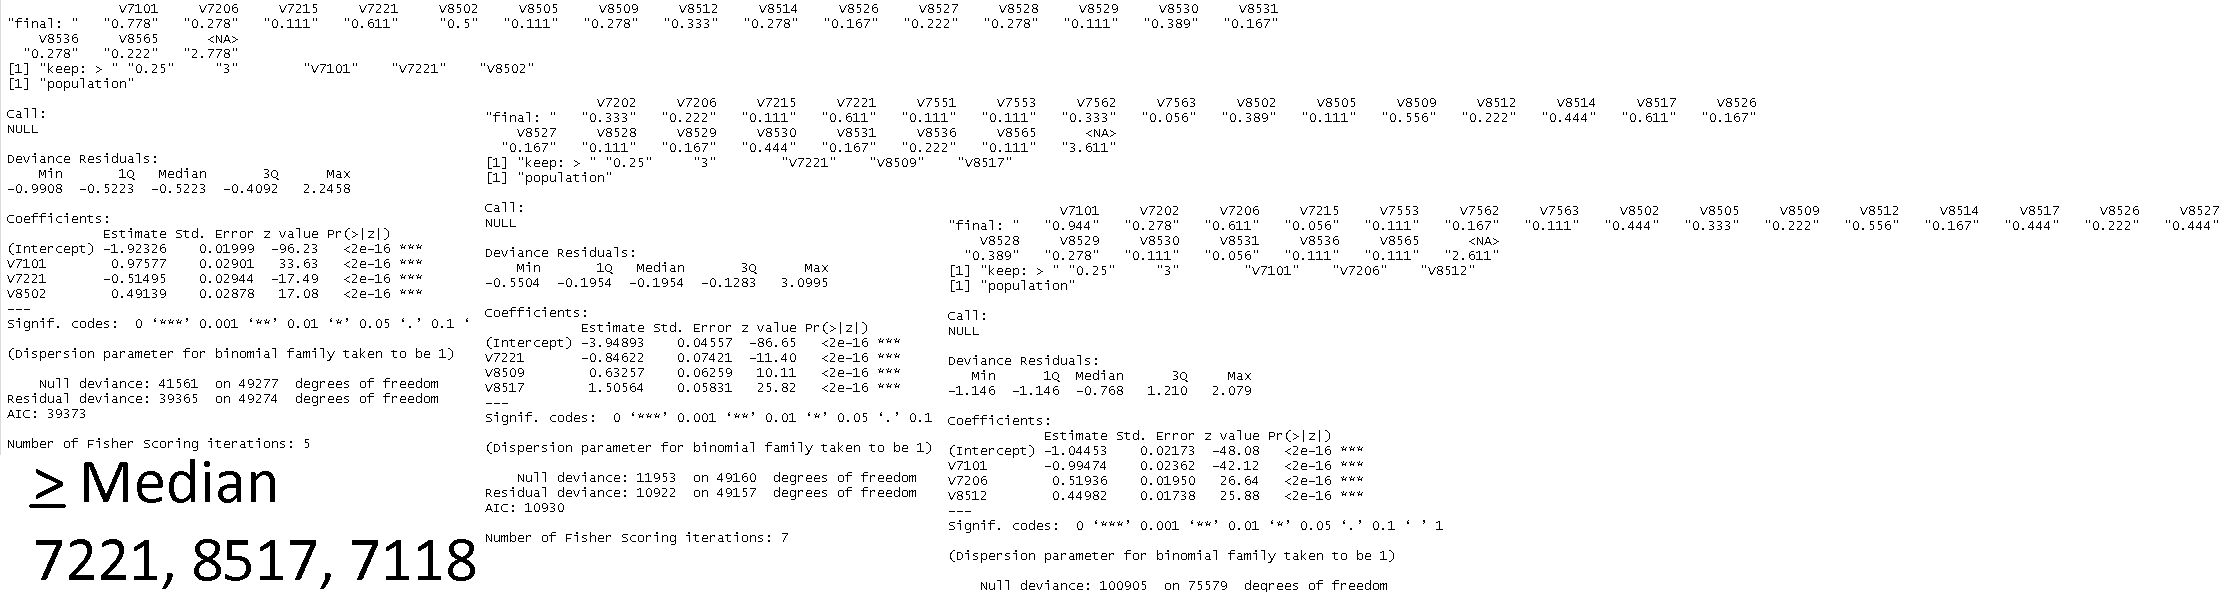 V7101 V7206 V7215 V7221 V8502 V8505 V8509 V8512 V8514 V8526 V8527 V8528 V8529 V8530 V8531
"final: " "0.778" "0.278" "0.111" "0.611" "0.5" "0.111" "0.278" "0.333" "0.278" "0.167" "0.222" "0.278" "0.111" "0.389" "0.167"
V8536 V8565 <NA>
"0.278" "0.222" "2.778"
[1] "keep: > " "0.25" "3" "V7101" "V7221" "V8502"
[1] "population"
Call:
NULL
Deviance Residuals:
Min 1Q Median 3Q Max
-0.9908 -0.5223 -0.5223 -0.4092 2.2458
Coefficients:
Estimate Std. Error z value Pr(>|z|)
(Intercept) -1.92326 0.01999 -96.23 <2e-16 ***
V7101 0.97577 0.02901 33.63 <2e-16 ***
V7221 -0.51495 0.02944 -17.49 <2e-16 ***
V8502 0.49139 0.02878 17.08 <2e-16 ***
---
Signif. codes: 0 ‘***’ 0.001 ‘**’ 0.01 ‘*’ 0.05 ‘.’ 0.1 ‘
(Dispersion parameter for binomial family taken to be 1)
Null deviance: 41561 on 49277 degrees of freedom
Residual deviance: 39365 on 49274 degrees of freedom
AIC: 39373
Number of Fisher Scoring iterations: 5
≥ Median
7221, 8517, 7118
V7202 V7206 V7215 V7221 V7551 V7553 V7562 V7563 V8502 V8505 V8509 V8512 V8514 V8517 V8526
"final: " "0.333" "0.222" "0.111" "0.611" "0.111" "0.111" "0.333" "0.056" "0.389" "0.111" "0.556" "0.222" "0.444" "0.611" "0.167"
V8527 V8528 V8529 V8530 V8531 V8536 V8565 <NA>
"0.167" "0.111" "0.167" "0.444" "0.167" "0.222" "0.111" "3.611"
[1] "keep: > " "0.25" "3" "V7221" "V8509" "V8517"
[1] "population"
Call:
NULL
Deviance Residuals:
Min 1Q Median 3Q Max
-0.5504 -0.1954 -0.1954 -0.1283 3.0995
Coefficients:
Estimate Std. Error z value Pr(>|z|)
(Intercept) -3.94893 0.04557 -86.65 <2e-16 ***
V7221 -0.84622 0.07421 -11.40 <2e-16 ***
V8509 0.63257 0.06259 10.11 <2e-16 ***
V8517 1.50564 0.05831 25.82 <2e-16 ***
---
Signif. codes: 0 ‘***’ 0.001 ‘**’ 0.01 ‘*’ 0.05 ‘.’ 0.1
(Dispersion parameter for binomial family taken to be 1)
Null deviance: 11953 on 49160 degrees of freedom
Residual deviance: 10922 on 49157 degrees of freedom
AIC: 10930
Number of Fisher Scoring iterations: 7
V7101 V7202 V7206 V7215 V7553 V7562 V7563 V8502 V8505 V8509 V8512 V8514 V8517 V8526 V8527
"final: " "0.944" "0.278" "0.611" "0.056" "0.111" "0.167" "0.111" "0.444" "0.333" "0.222" "0.556" "0.167" "0.444" "0.222" "0.444"
V8528 V8529 V8530 V8531 V8536 V8565 <NA>
"0.389" "0.278" "0.111" "0.056" "0.111" "0.111" "2.611"
[1] "keep: > " "0.25" "3" "V7101" "V7206" "V8512"
[1] "population"
Call:
NULL
Deviance Residuals:
Min 1Q Median 3Q Max
-1.146 -1.146 -0.768 1.210 2.079
Coefficients:
Estimate Std. Error z value Pr(>|z|)
(Intercept) -1.04453 0.02173 -48.08 <2e-16 ***
V7101 -0.99474 0.02362 -42.12 <2e-16 ***
V7206 0.51936 0.01950 26.64 <2e-16 ***
V8512 0.44982 0.01738 25.88 <2e-16 ***
---
Signif. codes: 0 ‘***’ 0.001 ‘**’ 0.01 ‘*’ 0.05 ‘.’ 0.1 ‘ ’ 1
(Dispersion parameter for binomial family taken to be 1)
Null deviance: 100905 on 75579 degrees of freedom